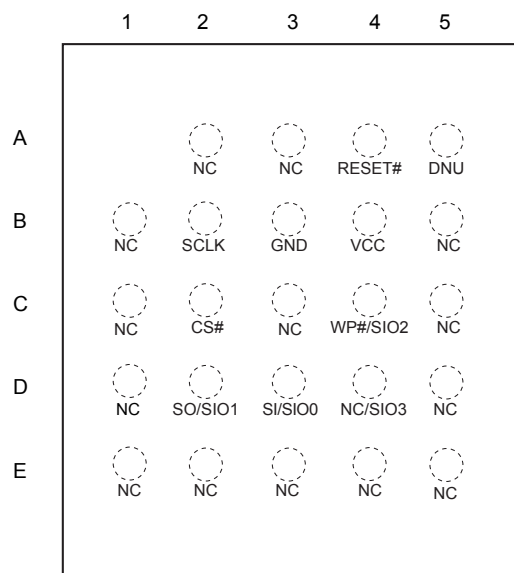 1 2 3 4 5
A
NC NC RESET# DNU
B
NC SCLK GND VCC NC
C
NC CS# NC WP#/SIO2 NC
D
NC SO/SIO1 SI/SIO0 NC/SIO3 NC
E
NC NC NC NC NC